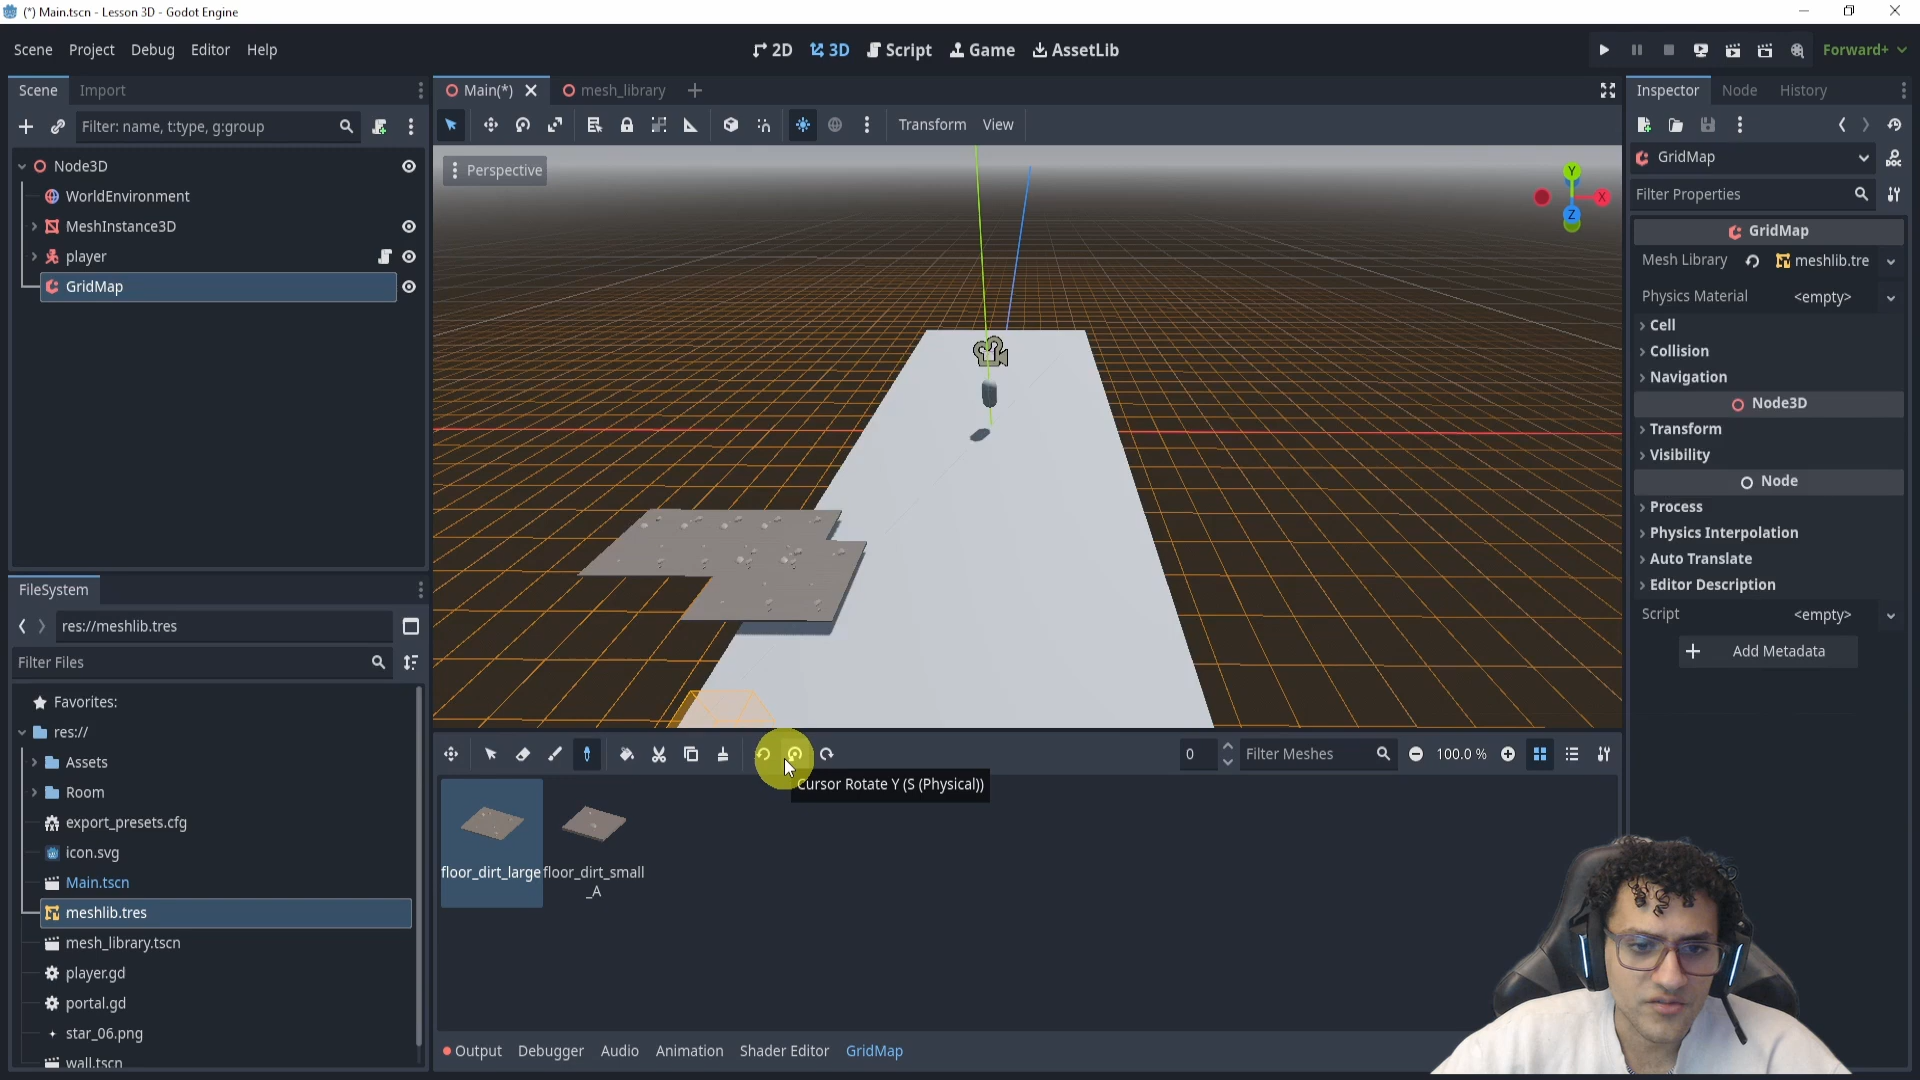 (*) Main.tscn - Lesson 3D - Godot Engine
Scene Project Debug Editor Help
2D 3D Script Game AssetLib
Forward+
Scene Import
Filter: name, t:type, g:group
Node3D
WorldEnvironment
MeshInstance3D
player
GridMap
FileSystem
res://meshlib.tres
Filter Files
Favorites:
res://
Assets
Room
export_presets.cfg
icon.svg
Main.tscn
meshlib.tres
mesh_library.tscn
player.gd
portal.gd
star_06.png
wall.tscn
Main(*) mesh_library
Transform View
Perspective
Y
X
Z
0 Filter Meshes 100.0 %
Cursor Rotate Y (S (Physical))
floor_dirt_large
floor_dirt_small
_A
Output Debugger Audio Animation Shader Editor GridMap
Inspector Node History
GridMap
Filter Properties
GridMap
Mesh Library meshlib.tre
Physics Material <empty>
Cell
Collision
Navigation
Node3D
Transform
Visibility
Node
Process
Physics Interpolation
Auto Translate
Editor Description
Script <empty>
Add Metadata